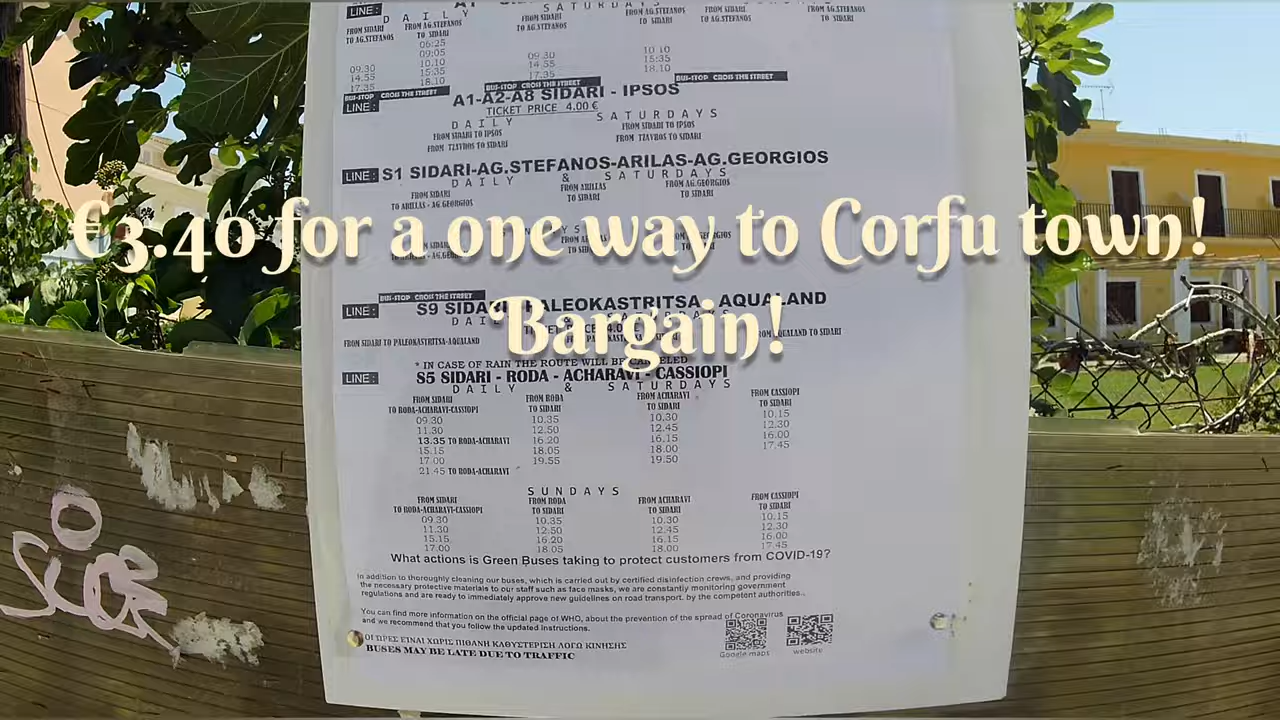 LINE:
DAILY SATURDAYS
FROM SIDARI FROM AG.STEFANOS FROM SIDARI FROM AG.STEFANOS FROM SIDARI FROM AG.STEFANOS
TO AG.STEFANOS TO SIDARI TO AG.STEFANOS TO SIDARI TO SIDARI
06:25
09:05
09.30 10.10 09.30 10.10
14.55 15.35 14.55 15.35
17.35 18.10 17.35 18.10
BUS-STOP CROSS THE STREET BUS-STOP CROSS THE STREET BUS-STOP CROSS THE STREET
LINE: A1-A2-A8 SIDARI - IPSOS
TICKET PRICE 4.00 €
DAILY SATURDAYS
FROM SIDARI TO IPSOS FROM SIDARI TO IPSOS
FROM TZAVROS TO SIDARI FROM TZAVROS TO SIDARI
LINE: S1 SIDARI-AG.STEFANOS-ARILAS-AG.GEORGIOS
DAILY & SATURDAYS
FROM SIDARI FROM ARILLAS FROM AG.GEORGIOS
TO ARILLAS - AG.GEORGIOS TO SIDARI TO SIDARI
€3.40 for a one way to Corfu town!
Bargain!
BUS-STOP CROSS THE STREET
LINE: S9 SIDARI - PALEOKASTRITSA - AQUALAND
FROM SIDARI TO PALEOKASTRITSA-AQUALAND FROM AQUALAND TO SIDARI
* IN CASE OF RAIN THE ROUTE WILL BE CANCELED
LINE: S5 SIDARI - RODA - ACHARAVI - CASSIOPI
DAILY & SATURDAYS
FROM SIDARI FROM RODA FROM ACHARAVI FROM CASSIOPI
TO RODA-ACHARAVI-CASSIOPI TO SIDARI TO SIDARI TO SIDARI
09.30 10.35 10.30 10.15
11.30 12.50 12.45 12.30
13.35 TO RODA-ACHARAVI 16.20 16.15 16.00
15.15 18.05 18.00 17.45
17.00 19.55 19.50
21.45 TO RODA-ACHARAVI
SUNDAYS
FROM SIDARI FROM RODA FROM ACHARAVI FROM CASSIOPI
TO RODA-ACHARAVI-CASSIOPI TO SIDARI TO SIDARI TO SIDARI
09.30 10.35 10.30 10.15
11.30 12.50 12.45 12.30
15.15 16.20 16.15 16.00
17.00 18.05 18.00 17.45
What actions is Green Buses taking to protect customers from COVID-19?
In addition to thoroughly cleaning our buses, which is carried out by certified disinfection crews, and providing
the necessary protective materials to our staff such as face masks, we are constantly monitoring government
regulations and are ready to immediately approve new guidelines on road transport. by the competent authorities..
You can find more information on the official page of WHO, about the prevention of the spread of Coronavirus
and we recommend that you follow the updated instructions.
Google maps website
ΟΙ ΩΡΕΣ ΕΊΝΑΙ ΧΩΡΙΣ ΠΙΘΑΝΗ ΚΑΘΥΣΤΕΡΙΣΗ ΛΟΓΩ ΚΙΝΗΣΗΣ
BUSES MAY BE LATE DUE TO TRAFFIC